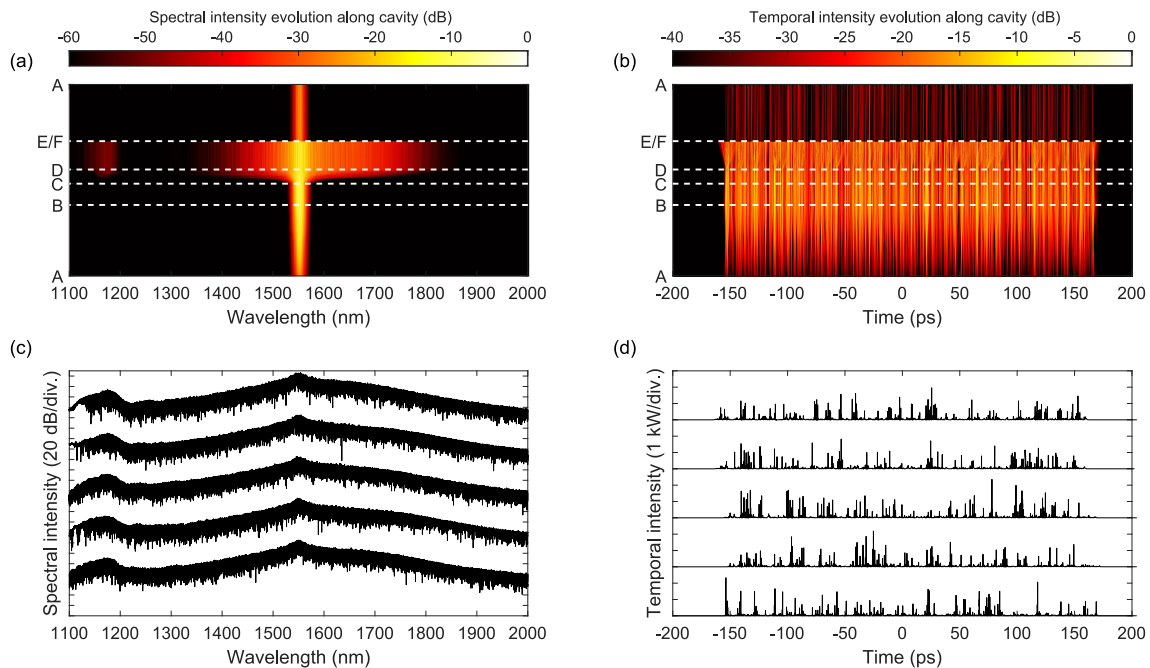 Spectral intensity evolution along cavity (dB)
-60 -50 -40 -30 -20 -10 0
(a)
A
E/F
D
C
B
A
1100 1200 1300 1400 1500 1600 1700 1800 1900 2000
Wavelength (nm)
Temporal intensity evolution along cavity (dB)
-40 -35 -30 -25 -20 -15 -10 -5 0
(b)
A
E/F
D
C
B
A
-200 -150 -100 -50 0 50 100 150 200
Time (ps)
(c)
Spectral intensity (20 dB/div.)
1100 1200 1300 1400 1500 1600 1700 1800 1900 2000
Wavelength (nm)
(d)
Temporal intensity (1 kW/div.)
-200 -150 -100 -50 0 50 100 150 200
Time (ps)